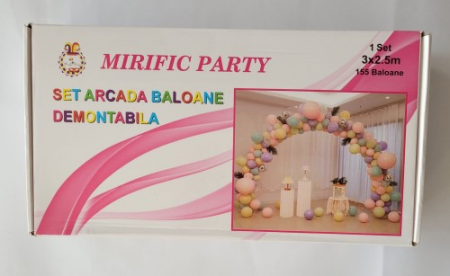 MIRIFIC PARTY
1 Set
3x2.5m
155 Baloane
SET ARCADA BALOANE
DEMONTABILA